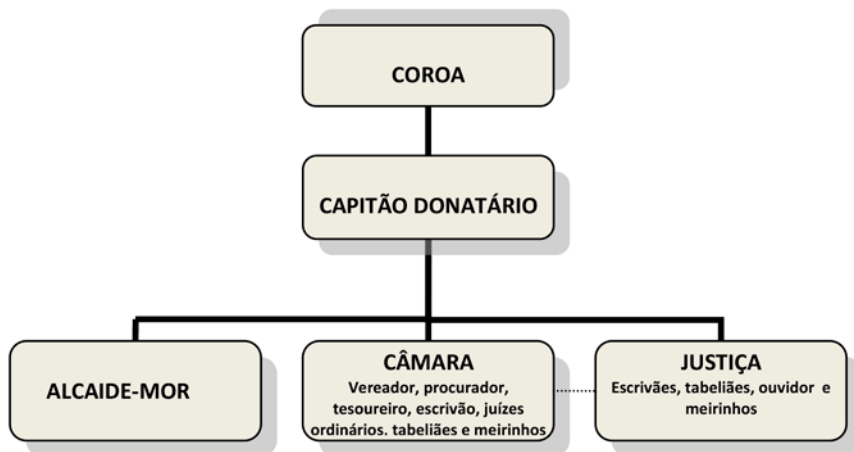 COROA
CAPITÃO DONATÁRIO
ALCAIDE-MOR
CÂMARA
Vereador, procurador,
tesoureiro, escrivão, juízes
ordinários. tabeliães e meirinhos
JUSTIÇA
Escrivães, tabeliães, ouvidor e
meirinhos